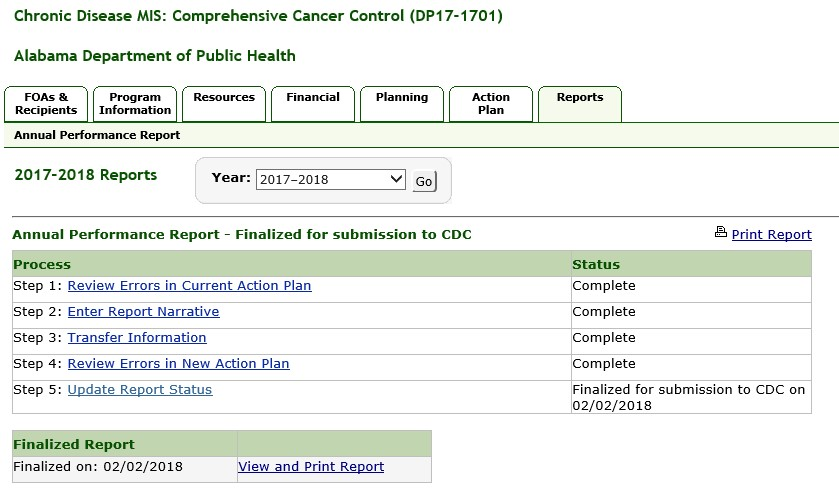 Chronic Disease MIS: Comprehensive Cancer Control (DP17-1701)
Alabama Department of Public Health
FOAs & Recipients
Program Information
Resources
Financial
Planning
Action Plan
Reports
Annual Performance Report
2017-2018 Reports
Year: 2017–2018 Go
Annual Performance Report - Finalized for submission to CDC
Print Report
Process Status
Step 1: Review Errors in Current Action Plan Complete
Step 2: Enter Report Narrative Complete
Step 3: Transfer Information Complete
Step 4: Review Errors in New Action Plan Complete
Step 5: Update Report Status Finalized for submission to CDC on
02/02/2018
Finalized Report
Finalized on: 02/02/2018 View and Print Report